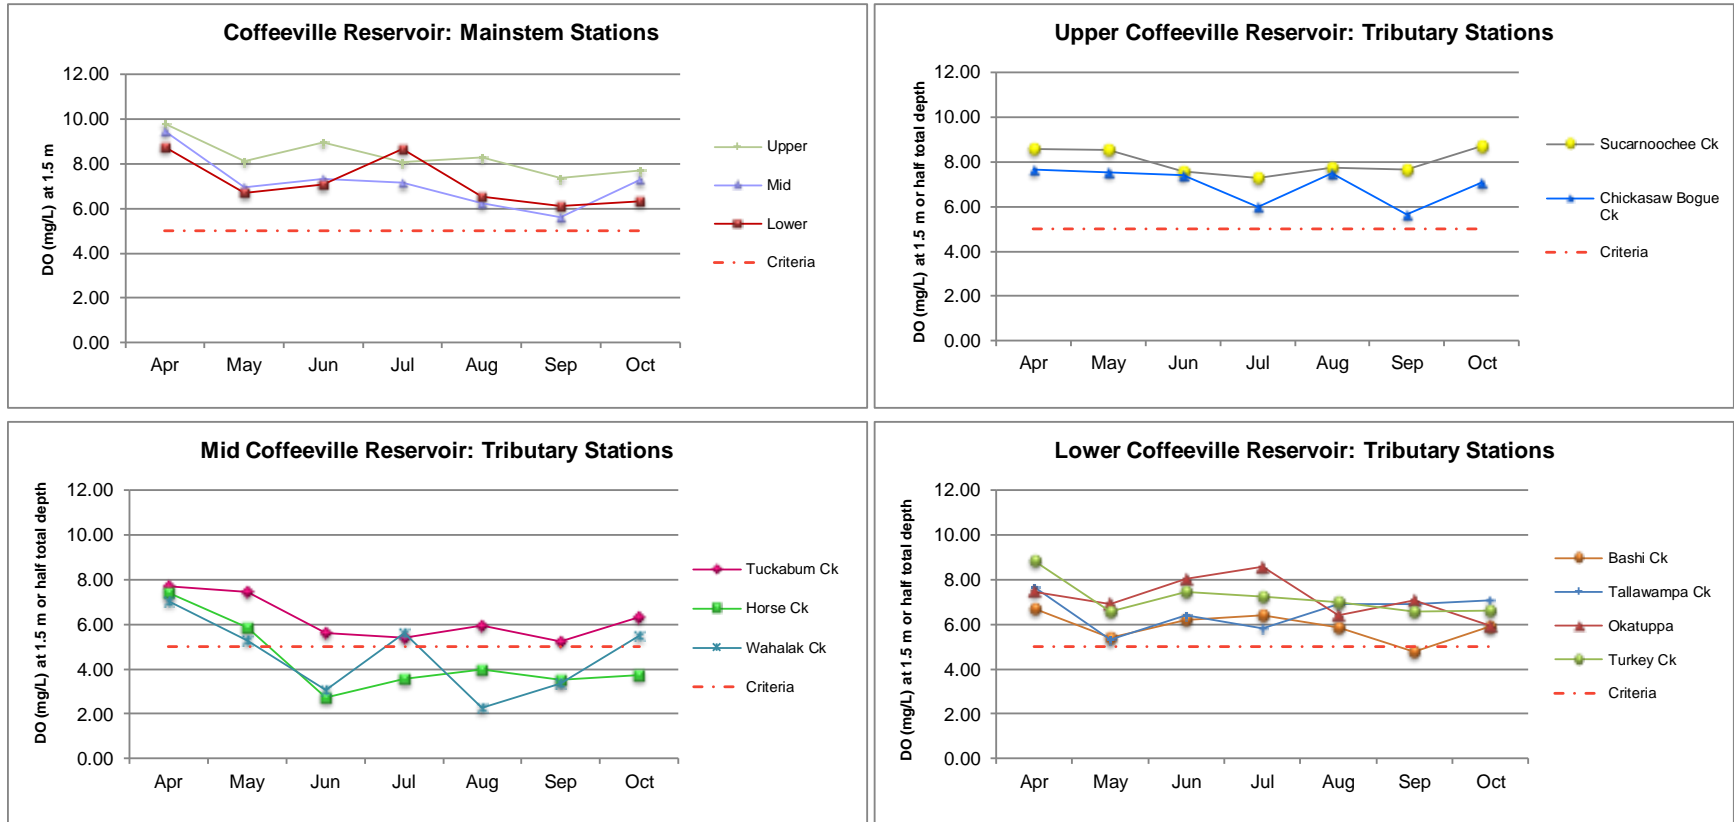 Coffeeville Reservoir: Mainstem Stations
DO (mg/L) at 1.5 m
12.00
10.00
8.00
6.00
4.00
2.00
0.00
Apr May Jun Jul Aug Sep Oct
Upper
Mid
Lower
Criteria
Upper Coffeeville Reservoir: Tributary Stations
DO (mg/L) at 1.5 m or half total depth
12.00
10.00
8.00
6.00
4.00
2.00
0.00
Apr May Jun Jul Aug Sep Oct
Sucarnoochee Ck
Chickasaw Bogue
Ck
Criteria
Mid Coffeeville Reservoir: Tributary Stations
DO (mg/L) at 1.5 m or half total depth
12.00
10.00
8.00
6.00
4.00
2.00
0.00
Apr May Jun Jul Aug Sep Oct
Tuckabum Ck
Horse Ck
Wahalak Ck
Criteria
Lower Coffeeville Reservoir: Tributary Stations
DO (mg/L) at 1.5 m or half total depth
12.00
10.00
8.00
6.00
4.00
2.00
0.00
Apr May Jun Jul Aug Sep Oct
Bashi Ck
Tallawampa Ck
Okatuppa
Turkey Ck
Criteria